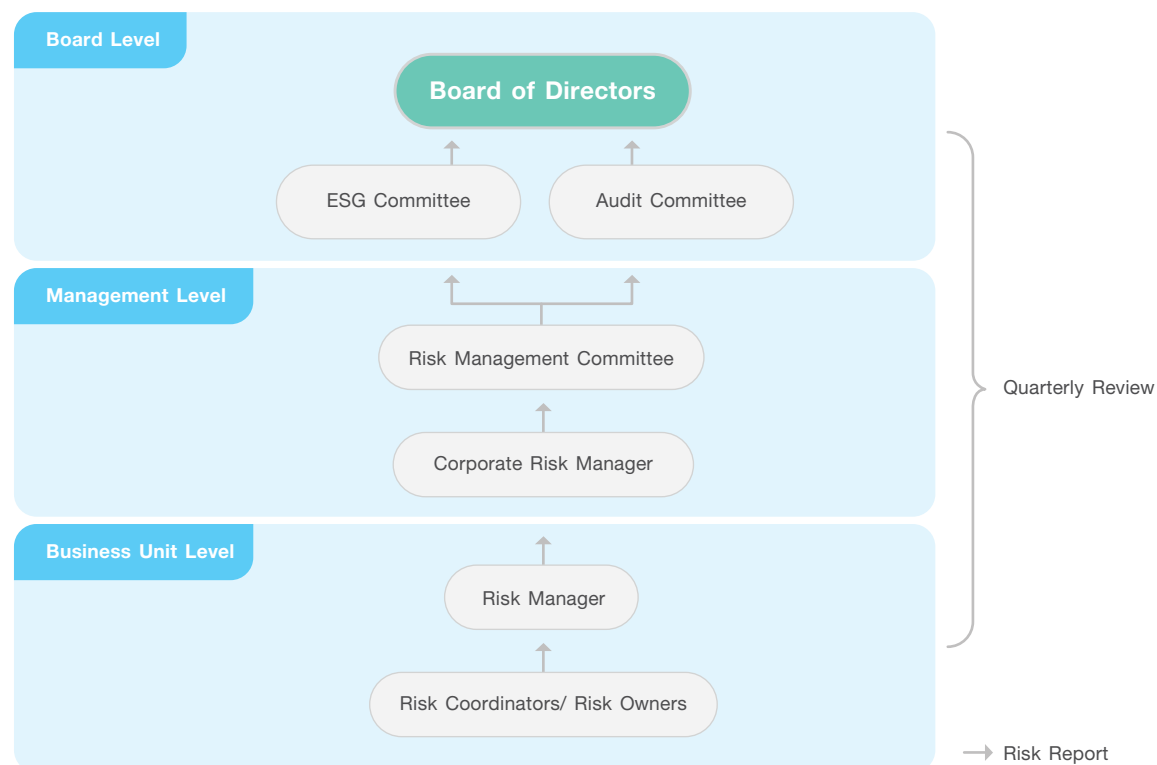 Board Level
Board of Directors
ESG Committee
Audit Committee
Management Level
Risk Management Committee
Quarterly Review
Corporate Risk Manager
Business Unit Level
Risk Manager
Risk Coordinators/ Risk Owners
Risk Report